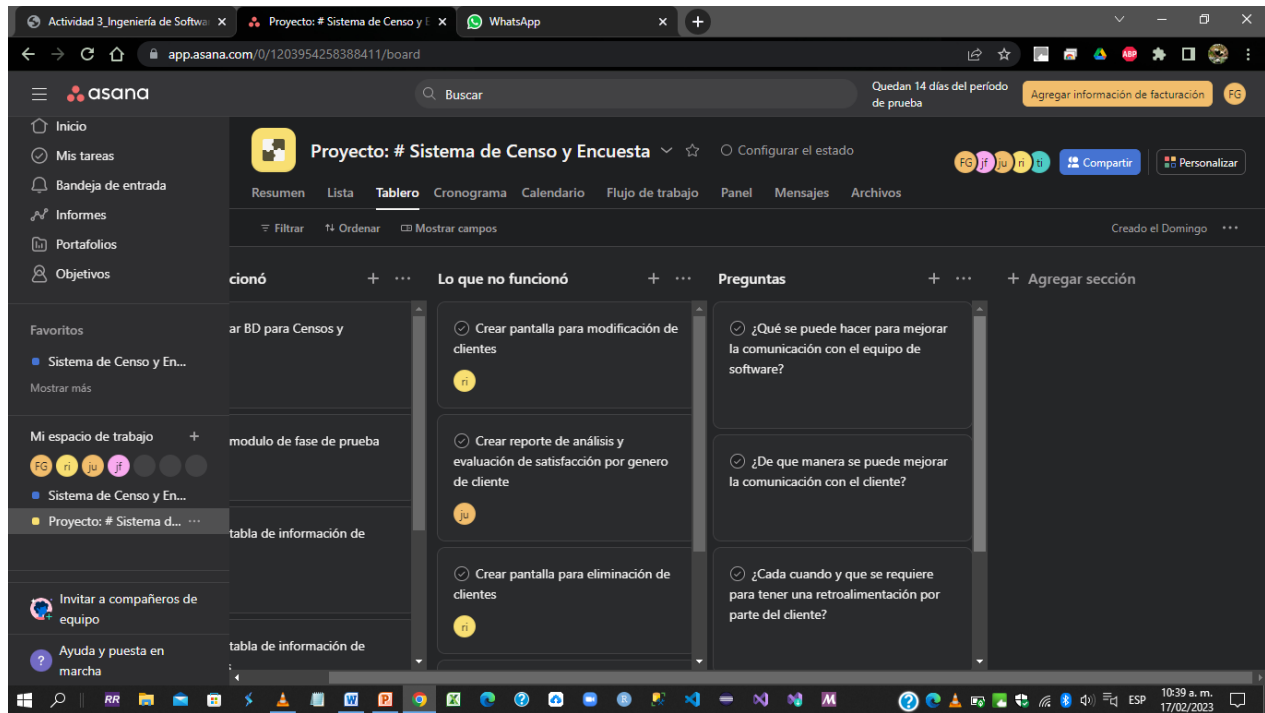 Actividad 3_Ingeniería de Softwar
Proyecto: # Sistema de Censo y E
WhatsApp
app.asana.com/0/1203954258388411/board
ABP
asana
Buscar
Quedan 14 días del período
de prueba
Agregar información de facturación
FG
Inicio
Mis tareas
Bandeja de entrada
Informes
Portafolios
Objetivos
Favoritos
Sistema de Censo y En...
Mostrar más
Mi espacio de trabajo +
FG ri ju jf
Sistema de Censo y En...
Proyecto: # Sistema d... ...
Invitar a compañeros de
equipo
Ayuda y puesta en
marcha
Proyecto: # Sistema de Censo y Encuesta
Configurar el estado
FG jf ju ri ti
Compartir
Personalizar
Resumen Lista Tablero Cronograma Calendario Flujo de trabajo Panel Mensajes Archivos
Filtrar Ordenar Mostrar campos
Creado el Domingo ...
cionó + ...
ar BD para Censos y
modulo de fase de prueba
tabla de información de
tabla de información de
Lo que no funcionó + ...
Crear pantalla para modificación de
clientes
ri
Crear reporte de análisis y
evaluación de satisfacción por genero
de cliente
ju
Crear pantalla para eliminación de
clientes
ri
Preguntas + ...
¿Qué se puede hacer para mejorar
la comunicación con el equipo de
software?
¿De que manera se puede mejorar
la comunicación con el cliente?
¿Cada cuando y que se requiere
para tener una retroalimentación por
parte del cliente?
+ Agregar sección
RR
ESP
10:39 a. m.
17/02/2023